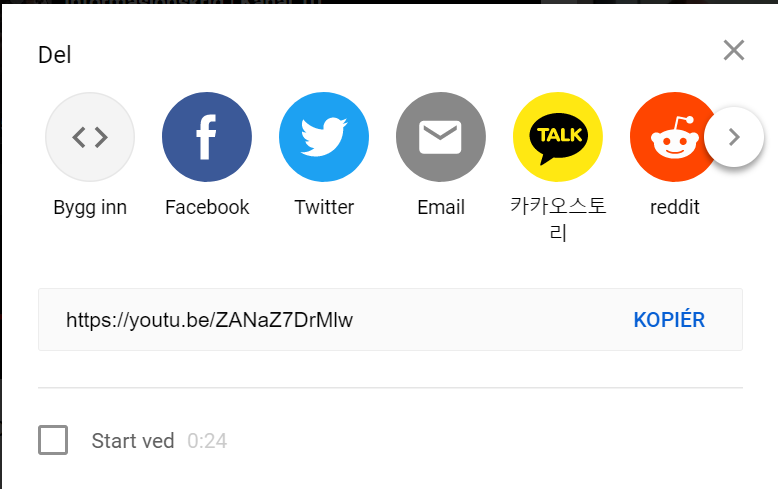 Del
TALK
Bygg inn
Facebook
Twitter
Email
카카오스토
리
reddit
https://youtu.be/ZANaZ7DrMlw
KOPIÉR
Start ved 0:24